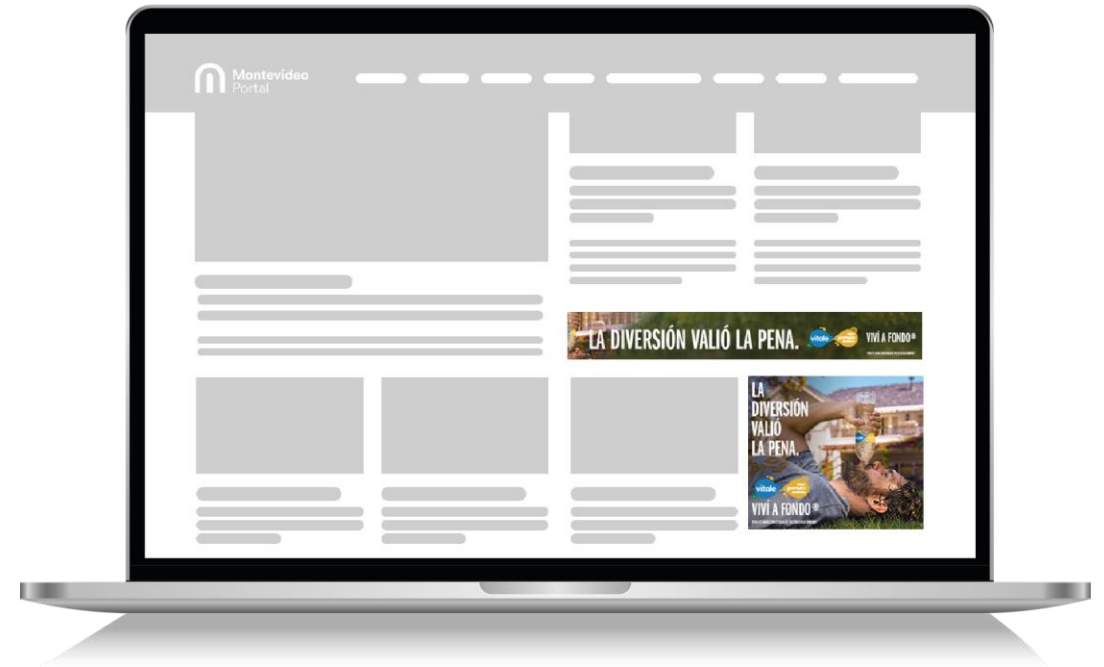 Montevideo
Portal
LA DIVERSIÓN VALIÓ LA PENA.
vitale
VIVÍ A FONDO®
LA
DIVERSIÓN
VALIÓ
LA PENA.
vitale
VIVÍ A FONDO®